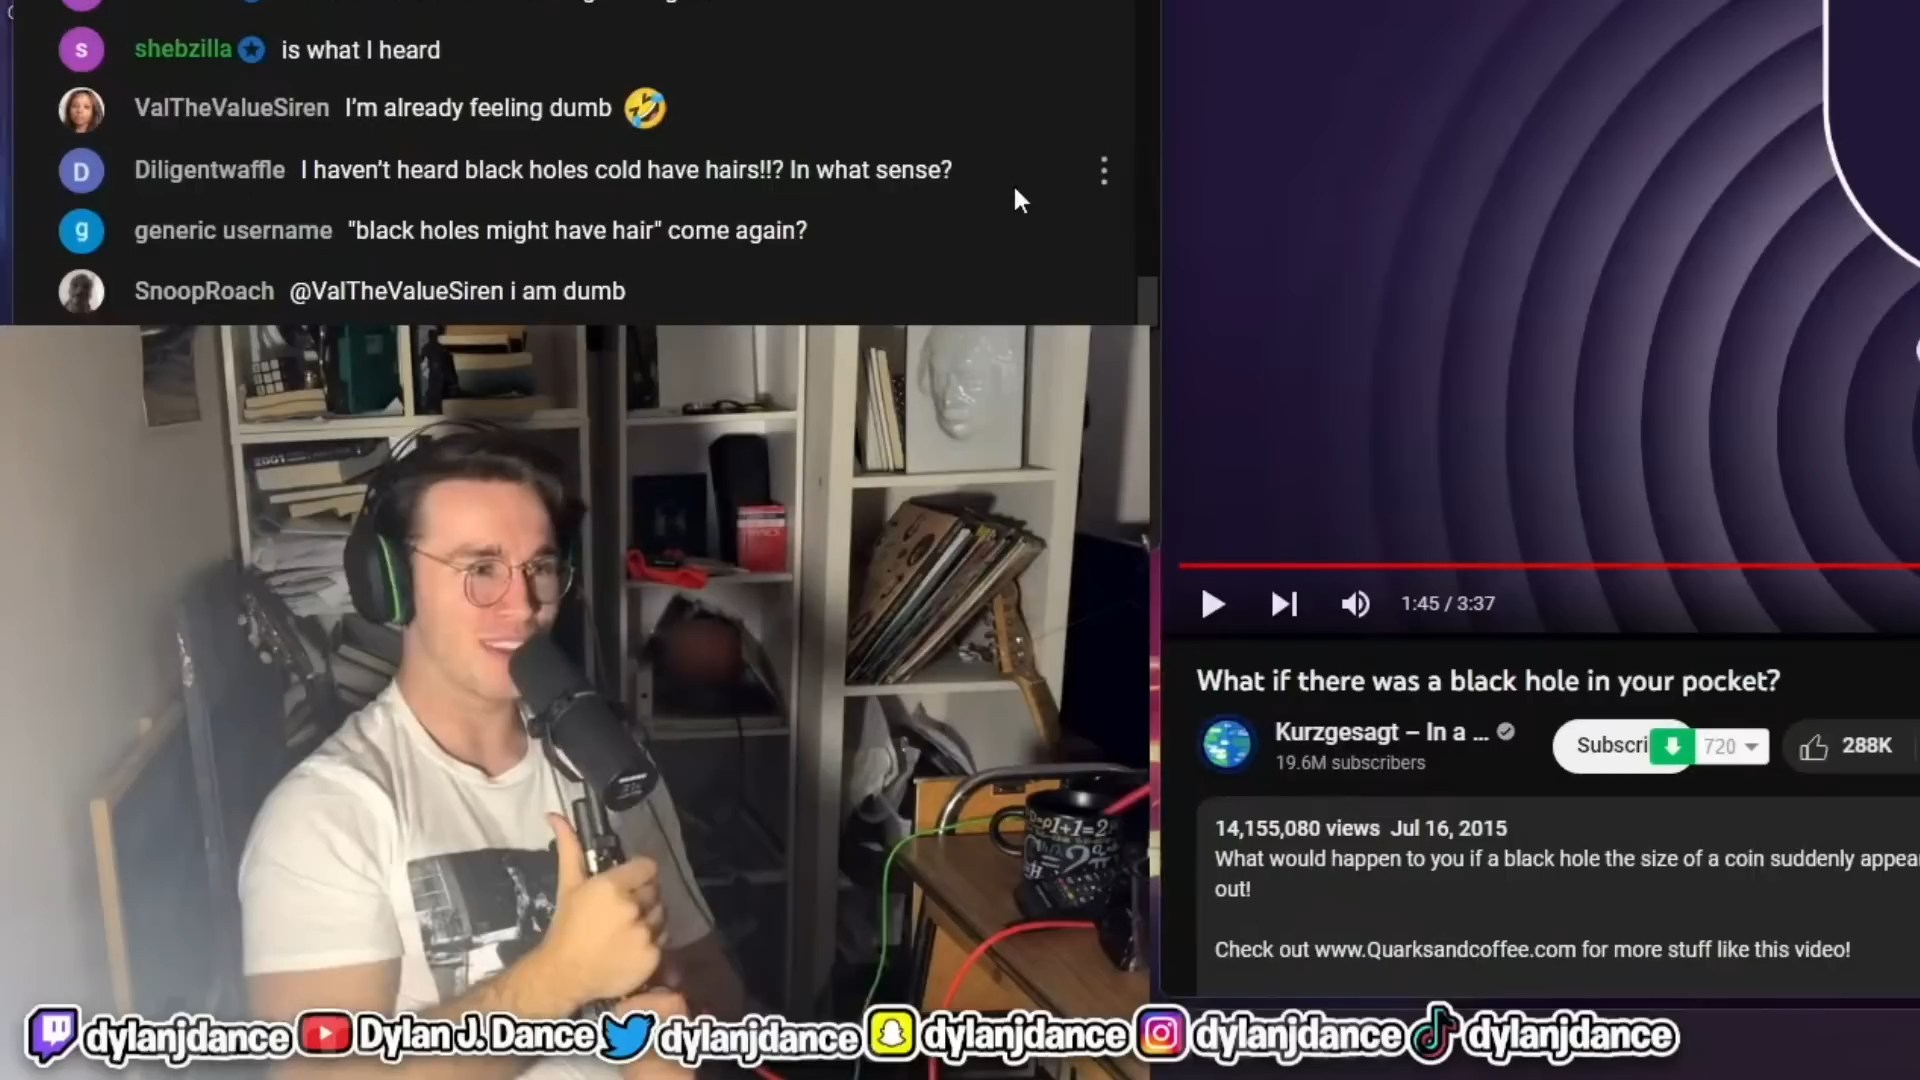 shebzilla is what I heard
ValTheValueSiren I'm already feeling dumb 🤣
D Diligentwaffle I haven't heard black holes cold have hairs!!? In what sense?
g generic username "black holes might have hair" come again?
SnoopRoach @ValTheValueSiren i am dumb
s
2001
1:45 / 3:37
What if there was a black hole in your pocket?
Kurzgesagt – In a ...
19.6M subscribers
Subscri
720
288K
14,155,080 views Jul 16, 2015
What would happen to you if a black hole the size of a coin suddenly appea
out!
Check out www.Quarksandcoffee.com for more stuff like this video!
1+1=2
dylanjdance Dylan J. Dance dylanjdance dylanjdance dylanjdance dylanjdance